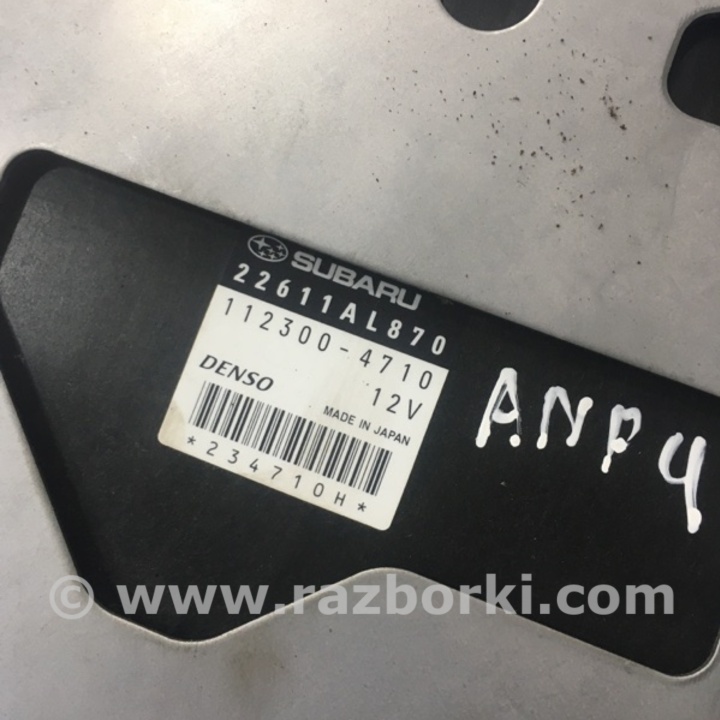 SUBARU
22611AL870
112300-4710
DENSO
12V
MADE IN JAPAN
*234710H*
ANP4
© www.razborki.com